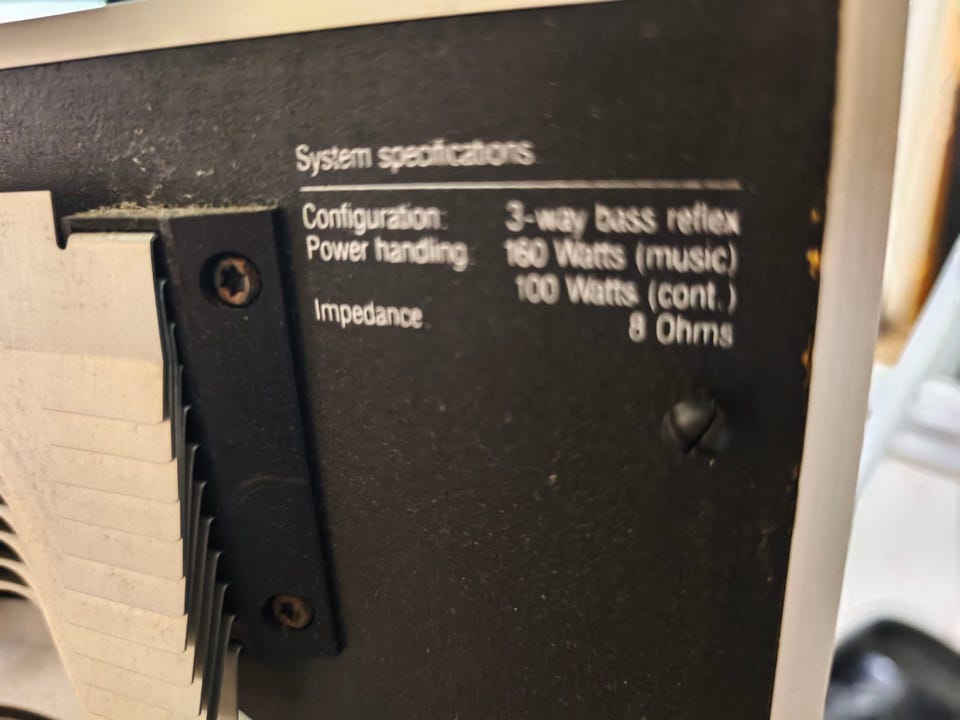 System specifications
Configuration: 3-way bass reflex
Power handling: 160 Watts (music)
100 Watts (cont.)
Impedance: 8 Ohms